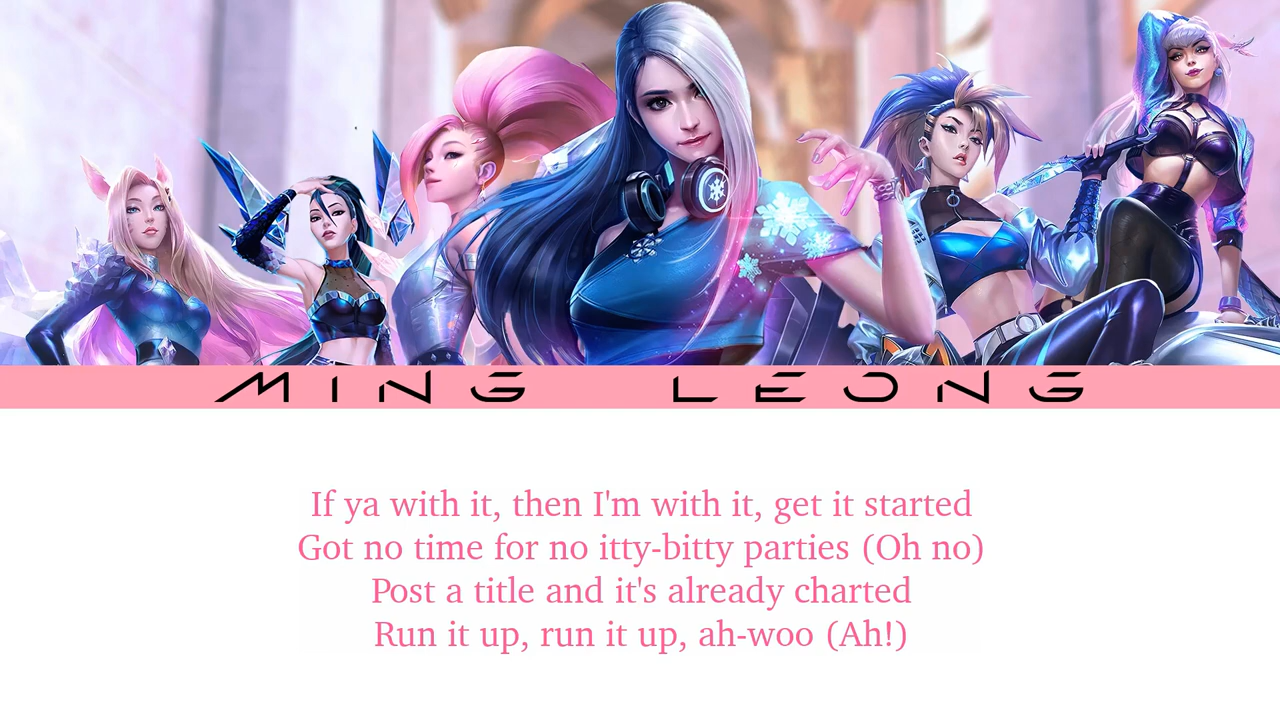 MING LEONG
If ya with it, then I'm with it, get it started
Got no time for no itty-bitty parties (Oh no)
Post a title and it's already charted
Run it up, run it up, ah-woo (Ah!)